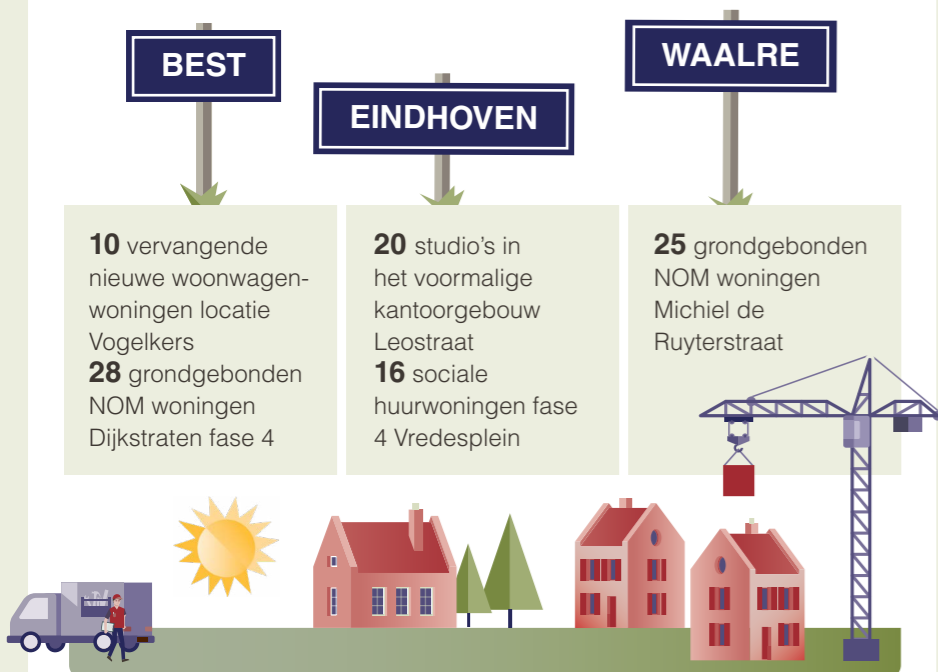 BEST
10 vervangende
nieuwe woonwagen-
woningen locatie
Vogelkers
28 grondgebonden
NOM woningen
Dijkstraten fase 4
EINDHOVEN
20 studio's in
het voormalige
kantoorgebouw
Leostraat
16 sociale
huurwoningen fase
4 Vredesplein
WAALRE
25 grondgebonden
NOM woningen
Michiel de
Ruyterstraat